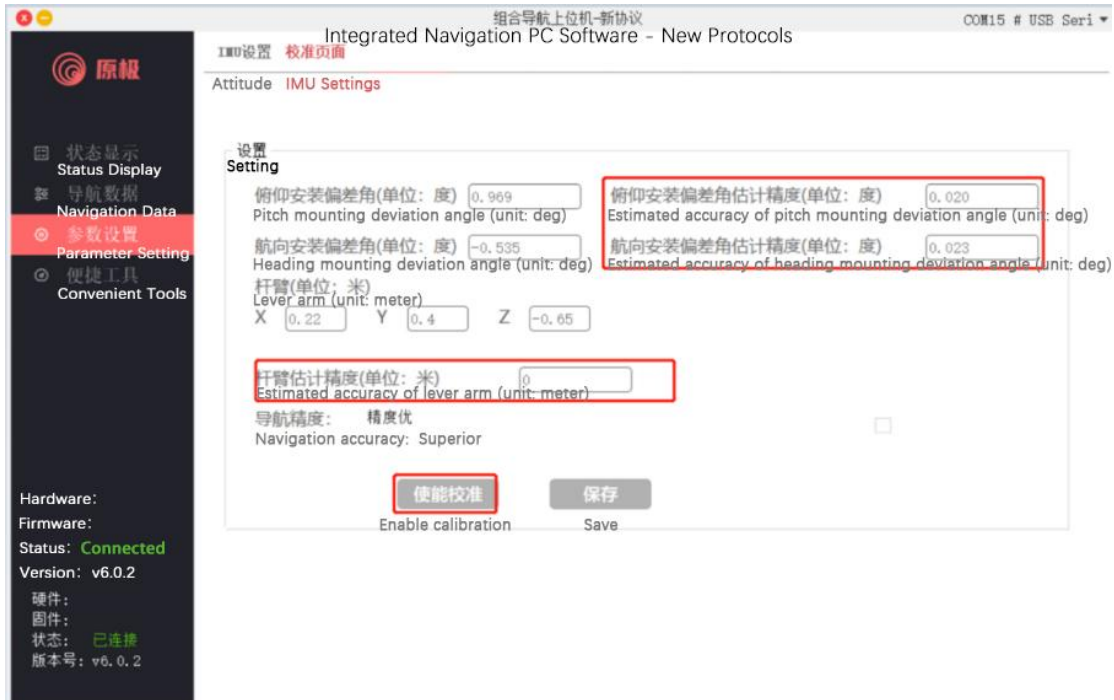 组合导航上位机-新协议
COM15 # USB Seri
Integrated Navigation PC Software - New Protocols
原极
IMU设置 校准页面
Attitude IMU Settings
状态显示
Status Display
导航数据
Navigation Data
参数设置
Parameter Setting
便捷工具
Convenient Tools
设置
Setting
俯仰安装偏差角(单位: 度) 0.969
Pitch mounting deviation angle (unit: deg)
俯仰安装偏差角估计精度(单位: 度) 0.020
Estimated accuracy of pitch mounting deviation angle (unit: deg)
航向安装偏差角(单位: 度) -0.535
Heading mounting deviation angle (unit: deg)
航向安装偏差角估计精度(单位: 度) 0.023
Estimated accuracy of heading mounting deviation angle (unit: deg)
杆臂(单位: 米)
Lever arm (unit: meter)
X 0.22 Y 0.4 Z -0.65
杆臂估计精度(单位: 米) 0
Estimated accuracy of lever arm (unit: meter)
导航精度: 精度优
Navigation accuracy: Superior
使能校准 保存
Enable calibration Save
Hardware:
Firmware:
Status: Connected
Version: v6.0.2
硬件:
固件:
状态: 已连接
版本号: v6.0.2